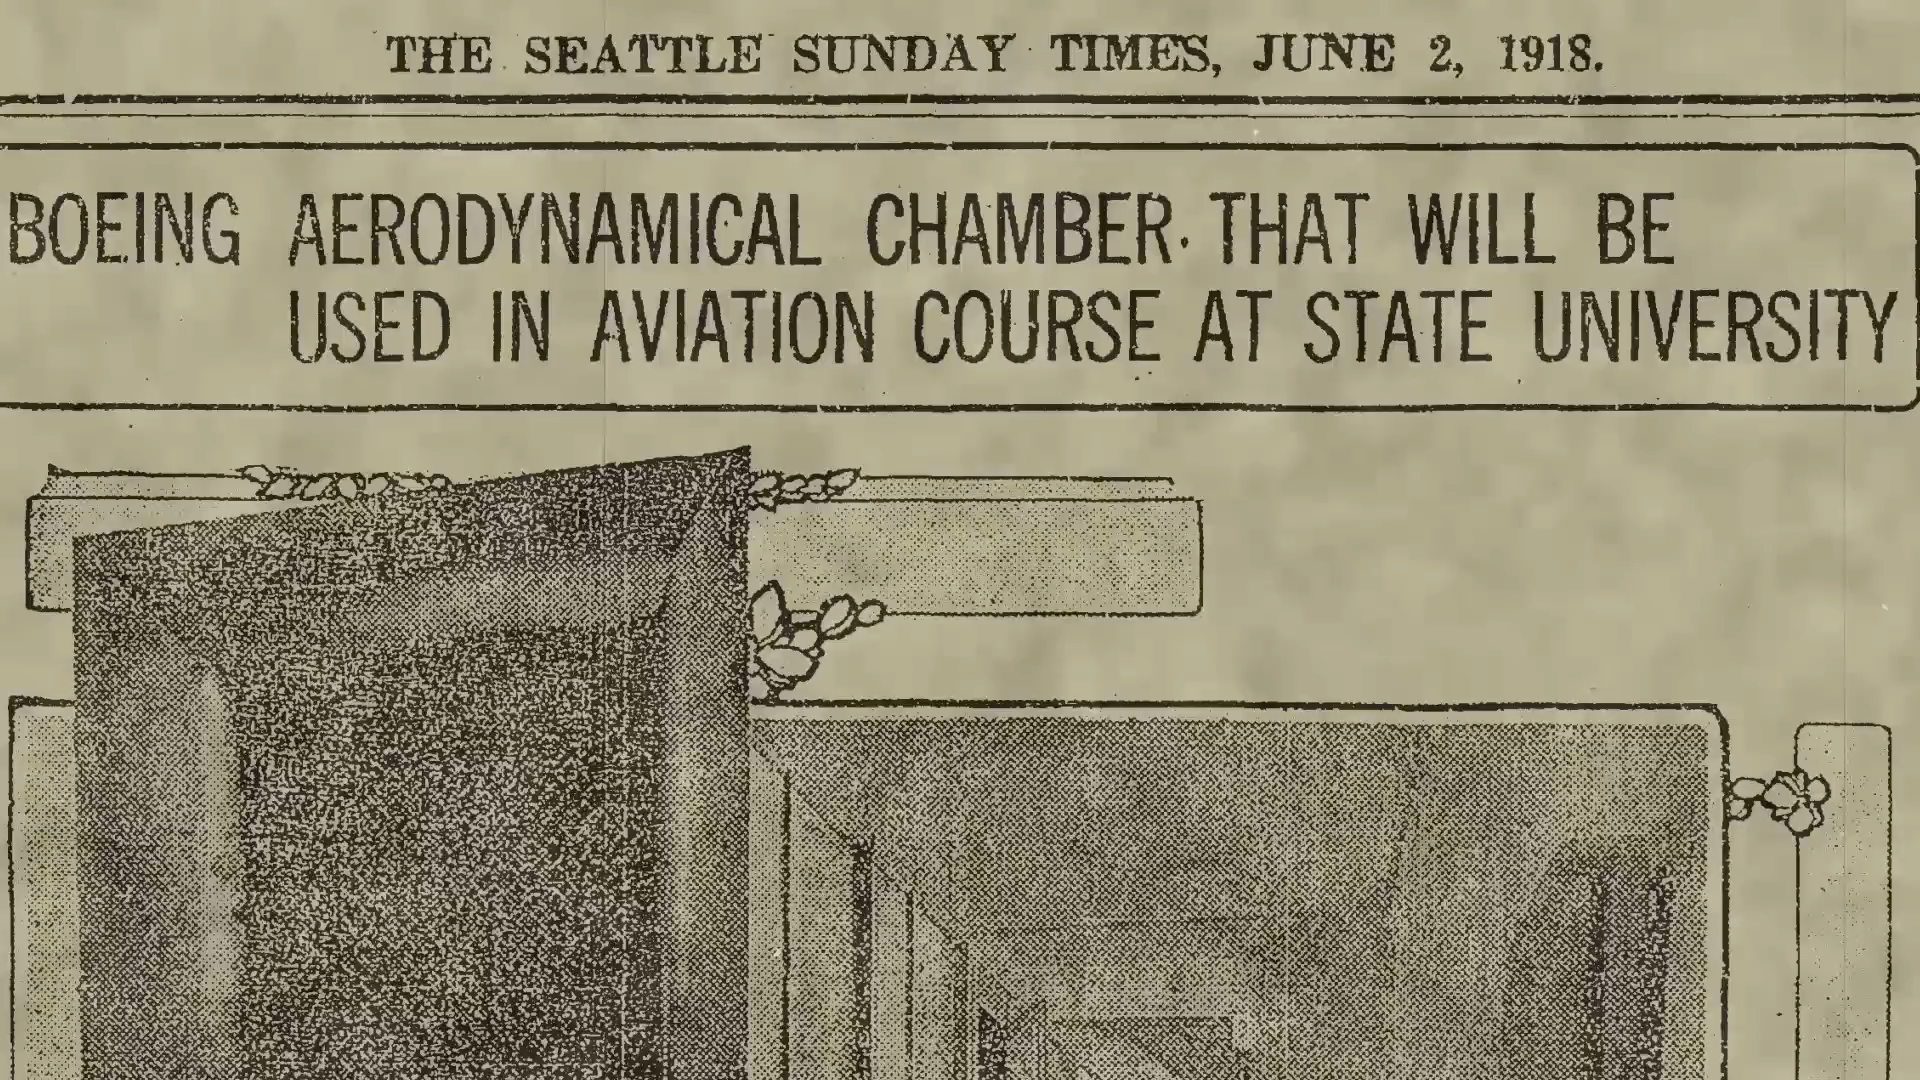 THE SEATTLE SUNDAY TIMES, JUNE 2, 1918.
BOEING AERODYNAMICAL CHAMBER THAT WILL BE
USED IN AVIATION COURSE AT STATE UNIVERSITY